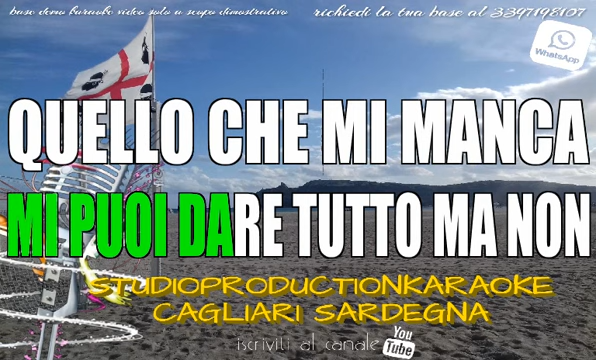 base demo karaoke video solo a scopo dimostrativo
richiedi la tua base al 3397198107
WhatsApp
QUELLO CHE MI MANCA
MI PUOI DARE TUTTO MA NON
STUDIOPRODUCTIONKARAOKE
CAGLIARI SARDEGNA
iscriviti al canale
You
Tube